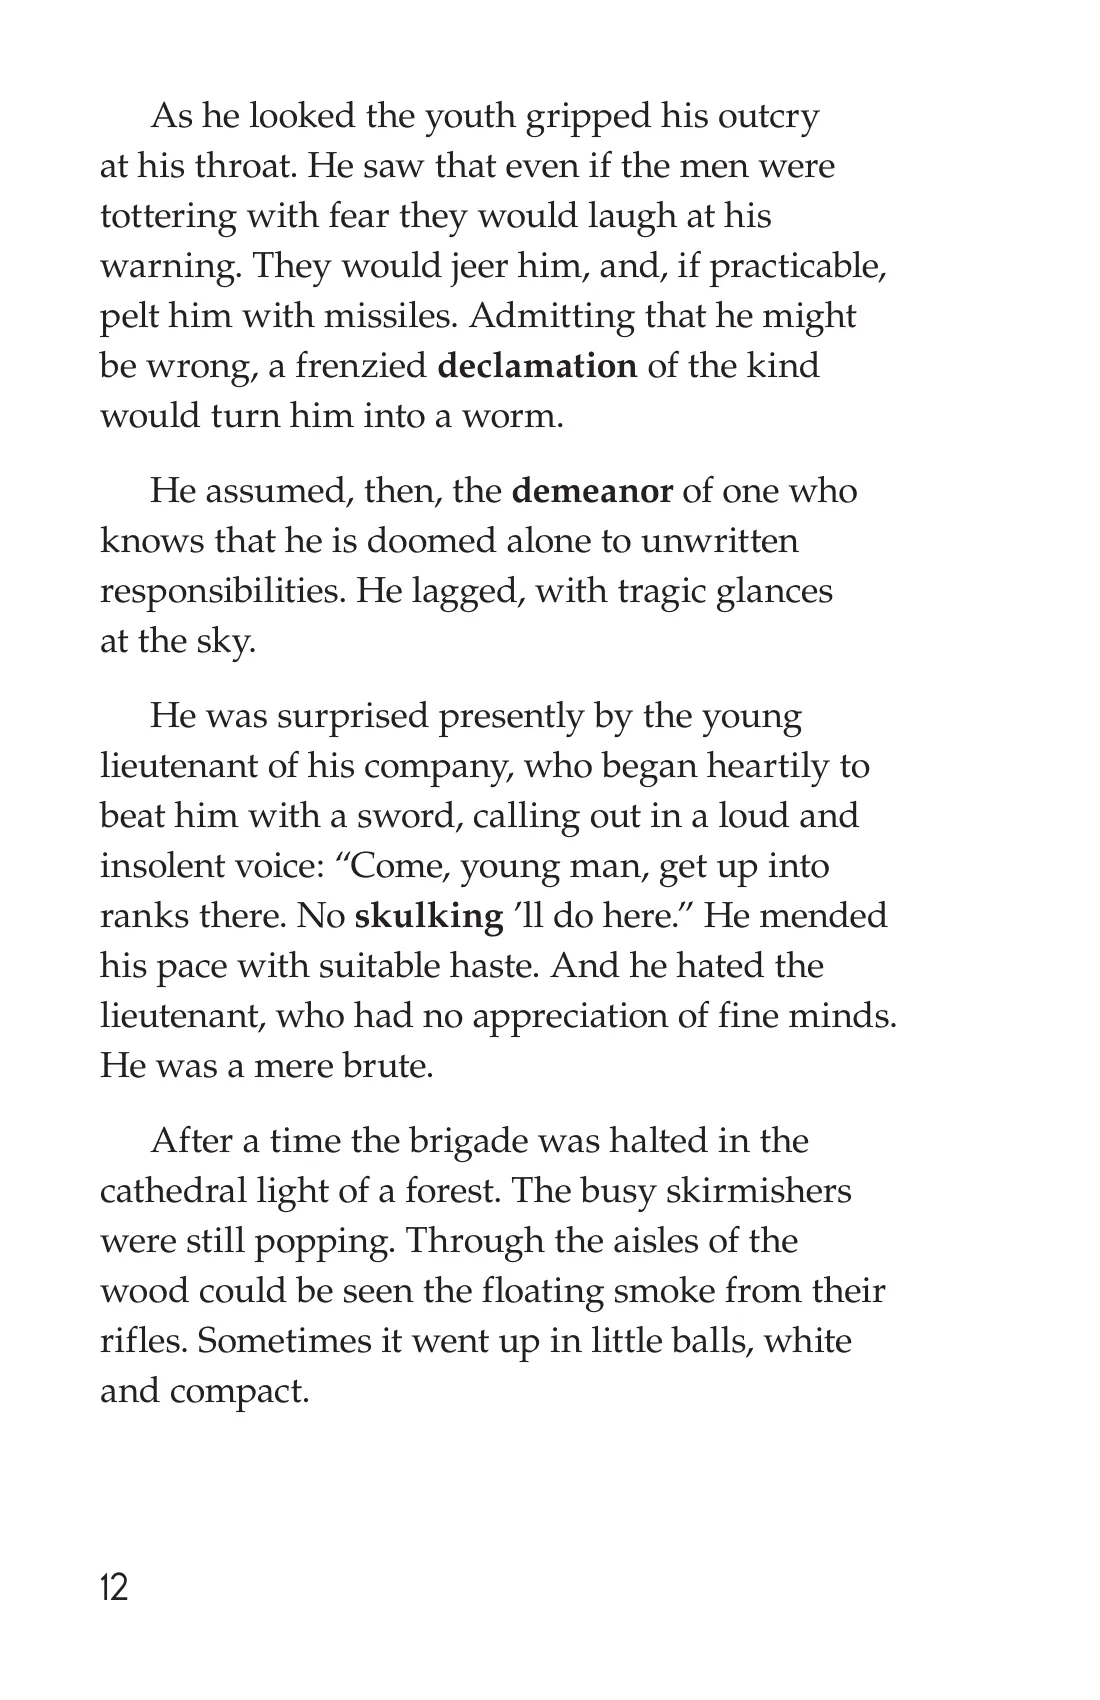 As he looked the youth gripped his outcry
at his throat. He saw that even if the men were
tottering with fear they would laugh at his
warning. They would jeer him, and, if practicable,
pelt him with missiles. Admitting that he might
be wrong, a frenzied declamation of the kind
would turn him into a worm.
He assumed, then, the demeanor of one who
knows that he is doomed alone to unwritten
responsibilities. He lagged, with tragic glances
at the sky.
He was surprised presently by the young
lieutenant of his company, who began heartily to
beat him with a sword, calling out in a loud and
insolent voice: “Come, young man, get up into
ranks there. No skulking ’ll do here.” He mended
his pace with suitable haste. And he hated the
lieutenant, who had no appreciation of fine minds.
He was a mere brute.
After a time the brigade was halted in the
cathedral light of a forest. The busy skirmishers
were still popping. Through the aisles of the
wood could be seen the floating smoke from their
rifles. Sometimes it went up in little balls, white
and compact.
12